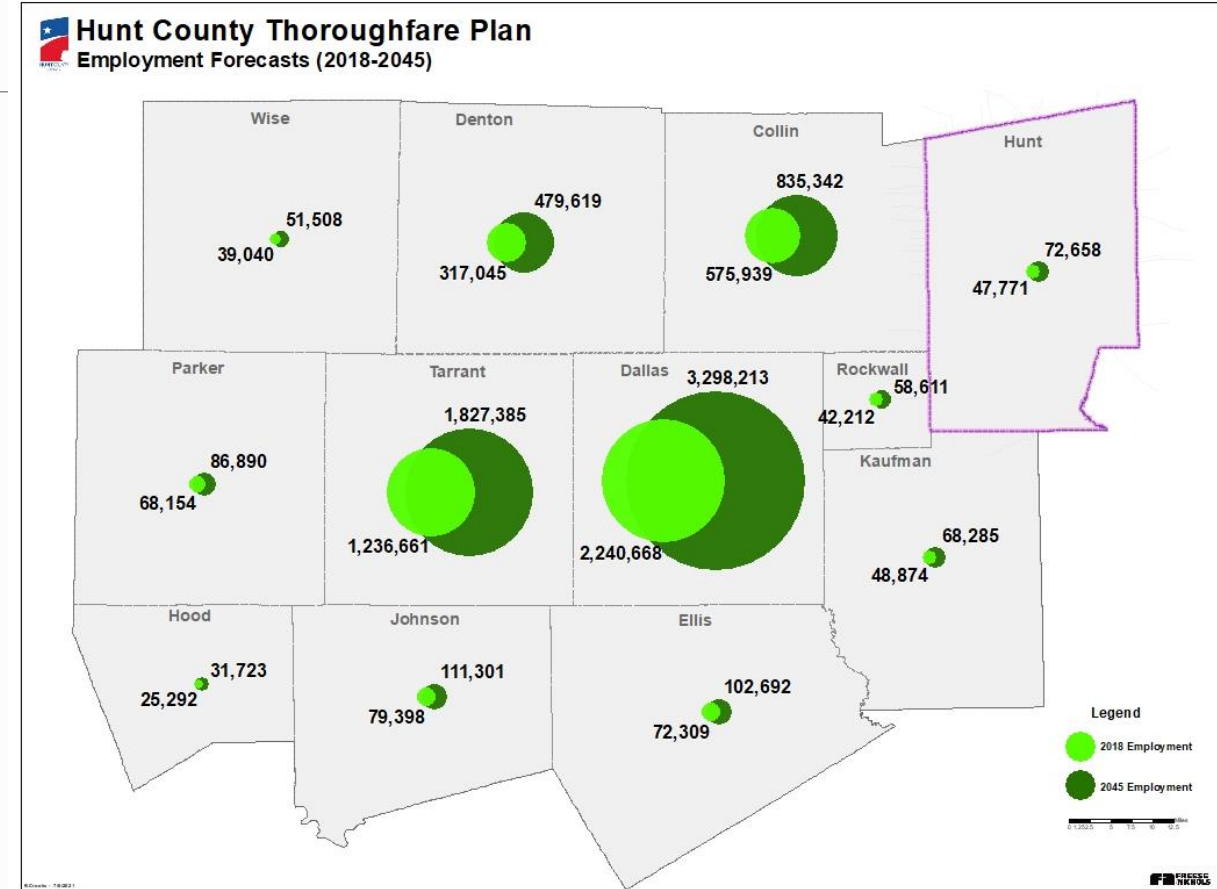 Hunt County Thoroughfare Plan
Employment Forecasts (2018-2045)
Wise
Denton
Collin
Hunt
51,508
39,040
479,619
317,045
835,342
575,939
72,658
47,771
Parker
Tarrant
Dallas
Rockwall
Kaufman
86,890
68,154
1,827,385
1,236,661
3,298,213
2,240,668
58,611
42,212
68,285
48,874
Hood
Johnson
Ellis
31,723
25,292
111,301
79,398
102,692
72,309
Legend
2018 Employment
2045 Employment
Miles
FREESE
NICHOLS